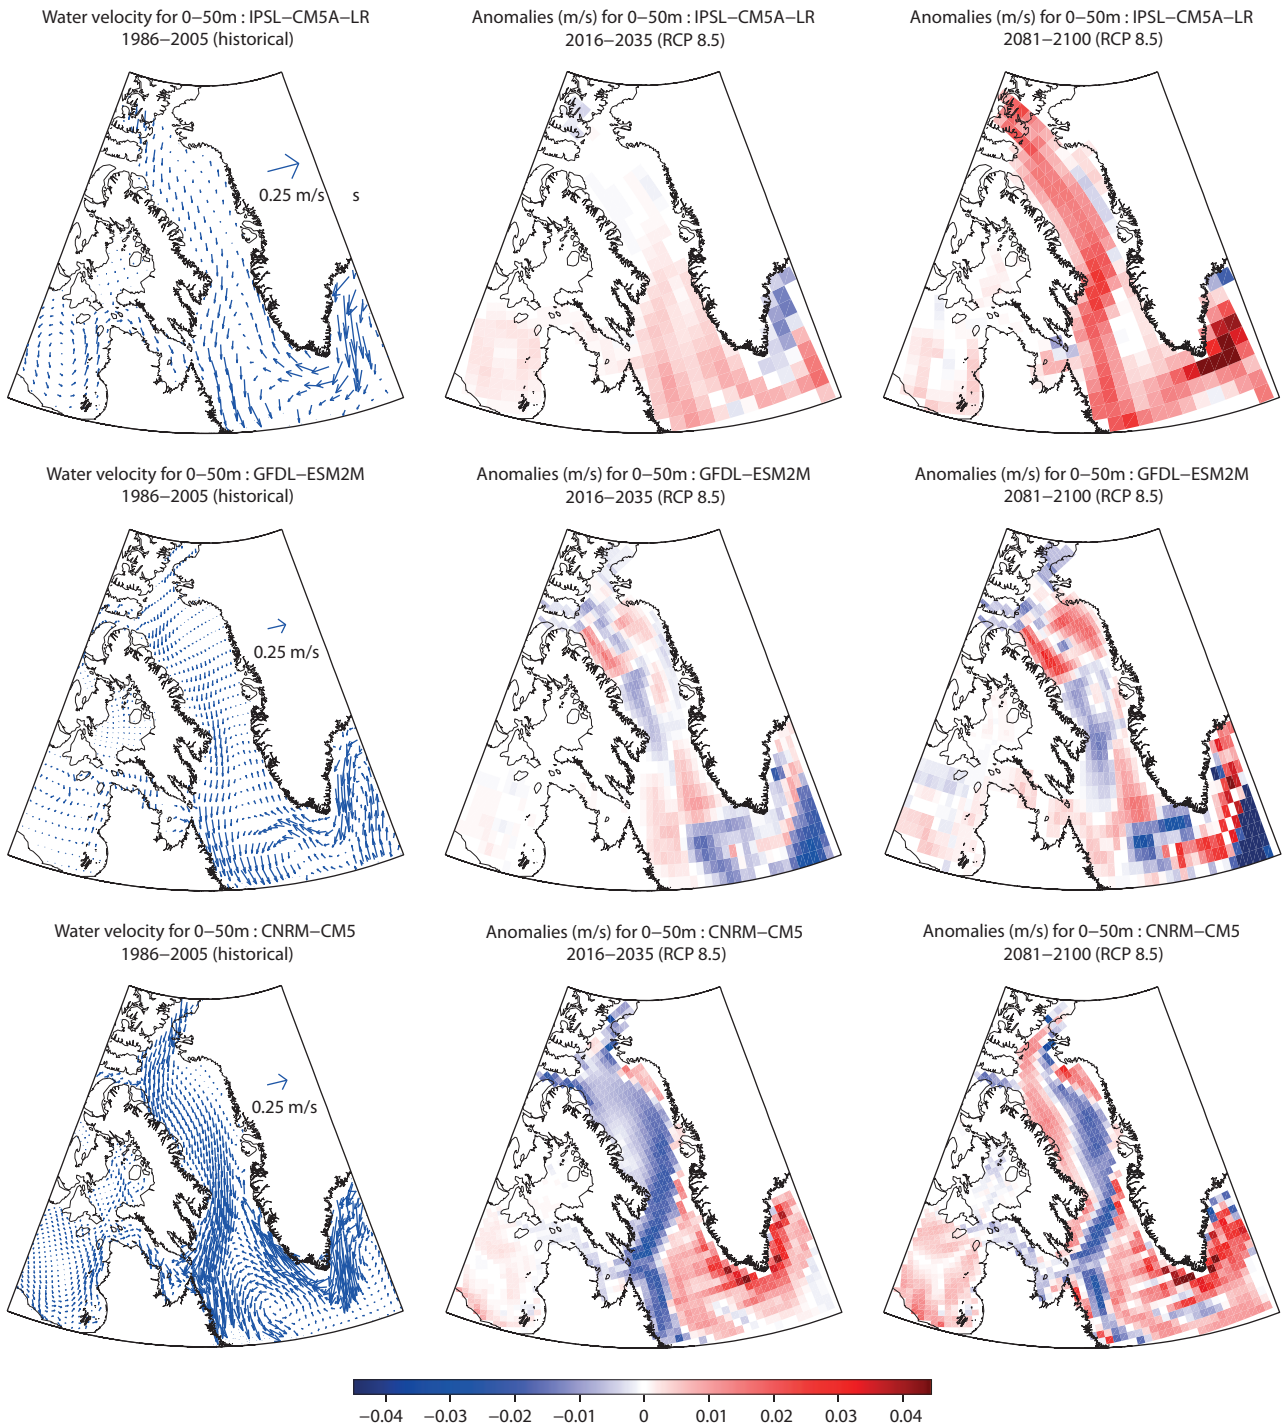 Water velocity for 0−50m : IPSL−CM5A−LR
1986−2005 (historical)
Anomalies (m/s) for 0−50m : IPSL−CM5A−LR
2016−2035 (RCP 8.5)
Anomalies (m/s) for 0−50m : IPSL−CM5A−LR
2081−2100 (RCP 8.5)
0.25 m/s s
Water velocity for 0−50m : GFDL−ESM2M
1986−2005 (historical)
Anomalies (m/s) for 0−50m : GFDL−ESM2M
2016−2035 (RCP 8.5)
Anomalies (m/s) for 0−50m : GFDL−ESM2M
2081−2100 (RCP 8.5)
0.25 m/s
Water velocity for 0−50m : CNRM−CM5
1986−2005 (historical)
Anomalies (m/s) for 0−50m : CNRM−CM5
2016−2035 (RCP 8.5)
Anomalies (m/s) for 0−50m : CNRM−CM5
2081−2100 (RCP 8.5)
0.25 m/s
−0.04 −0.03 −0.02 −0.01 0 0.01 0.02 0.03 0.04